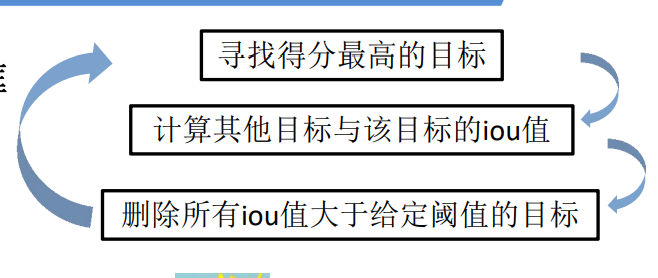 寻找得分最高的目标
计算其他目标与该目标的iou值
删除所有iou值大于给定阈值的目标